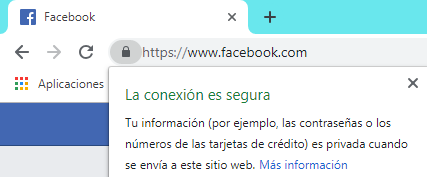 Facebook
https://www.facebook.com
Aplicaciones
La conexión es segura
Tu información (por ejemplo, las contraseñas o los
números de las tarjetas de crédito) es privada cuando
se envía a este sitio web. Más información